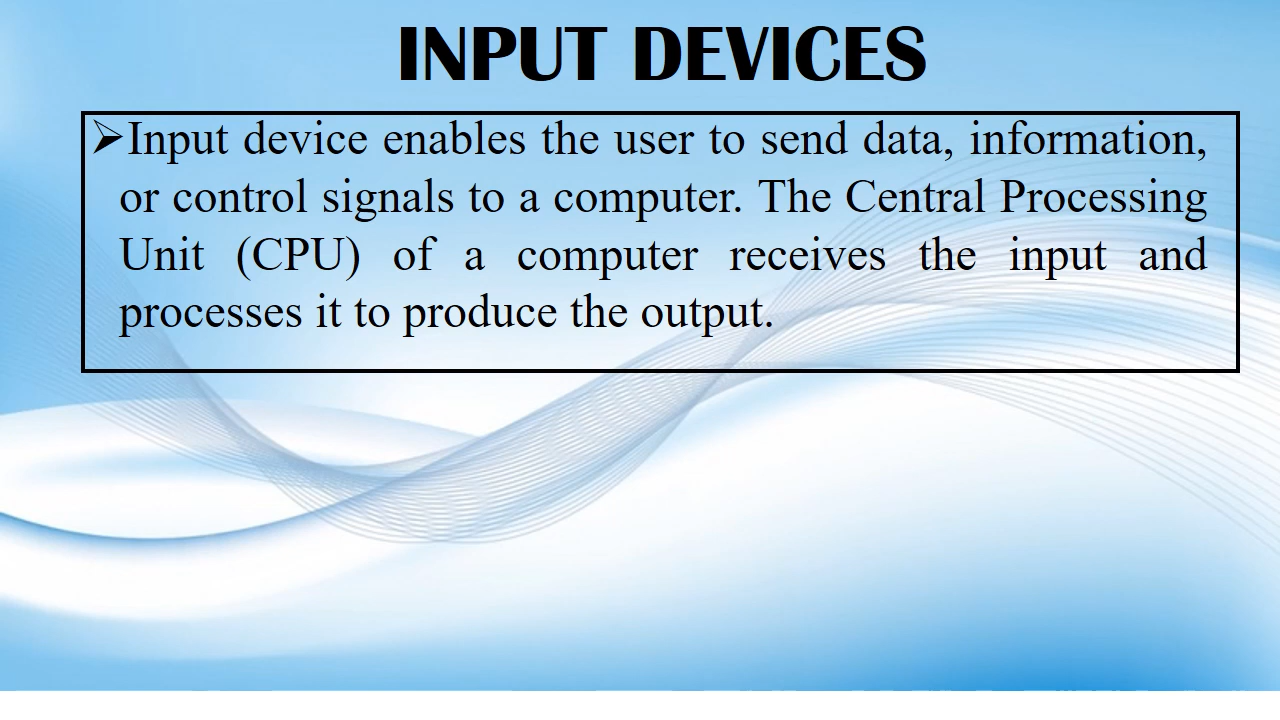 INPUT DEVICES
➢Input device enables the user to send data, information,
or control signals to a computer. The Central Processing
Unit (CPU) of a computer receives the input and
processes it to produce the output.